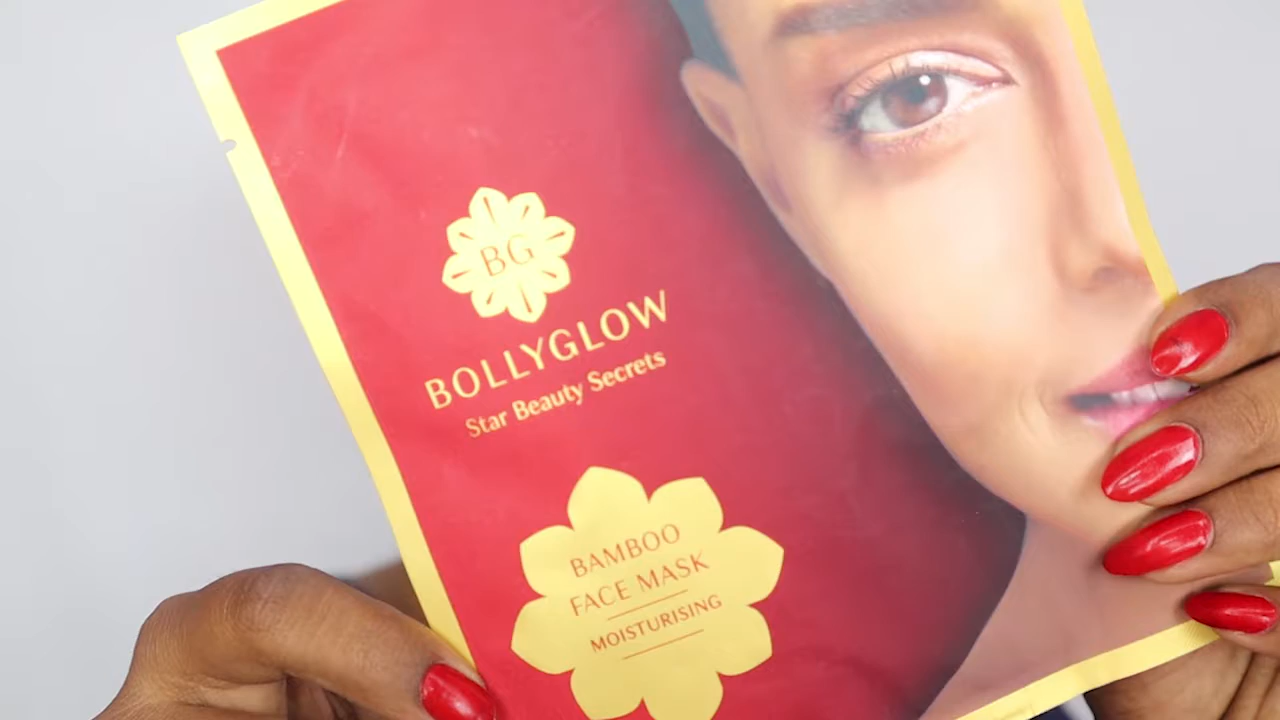 BG
BOLLYGLOW
Star Beauty Secrets
BAMBOO
FACE MASK
MOISTURISING